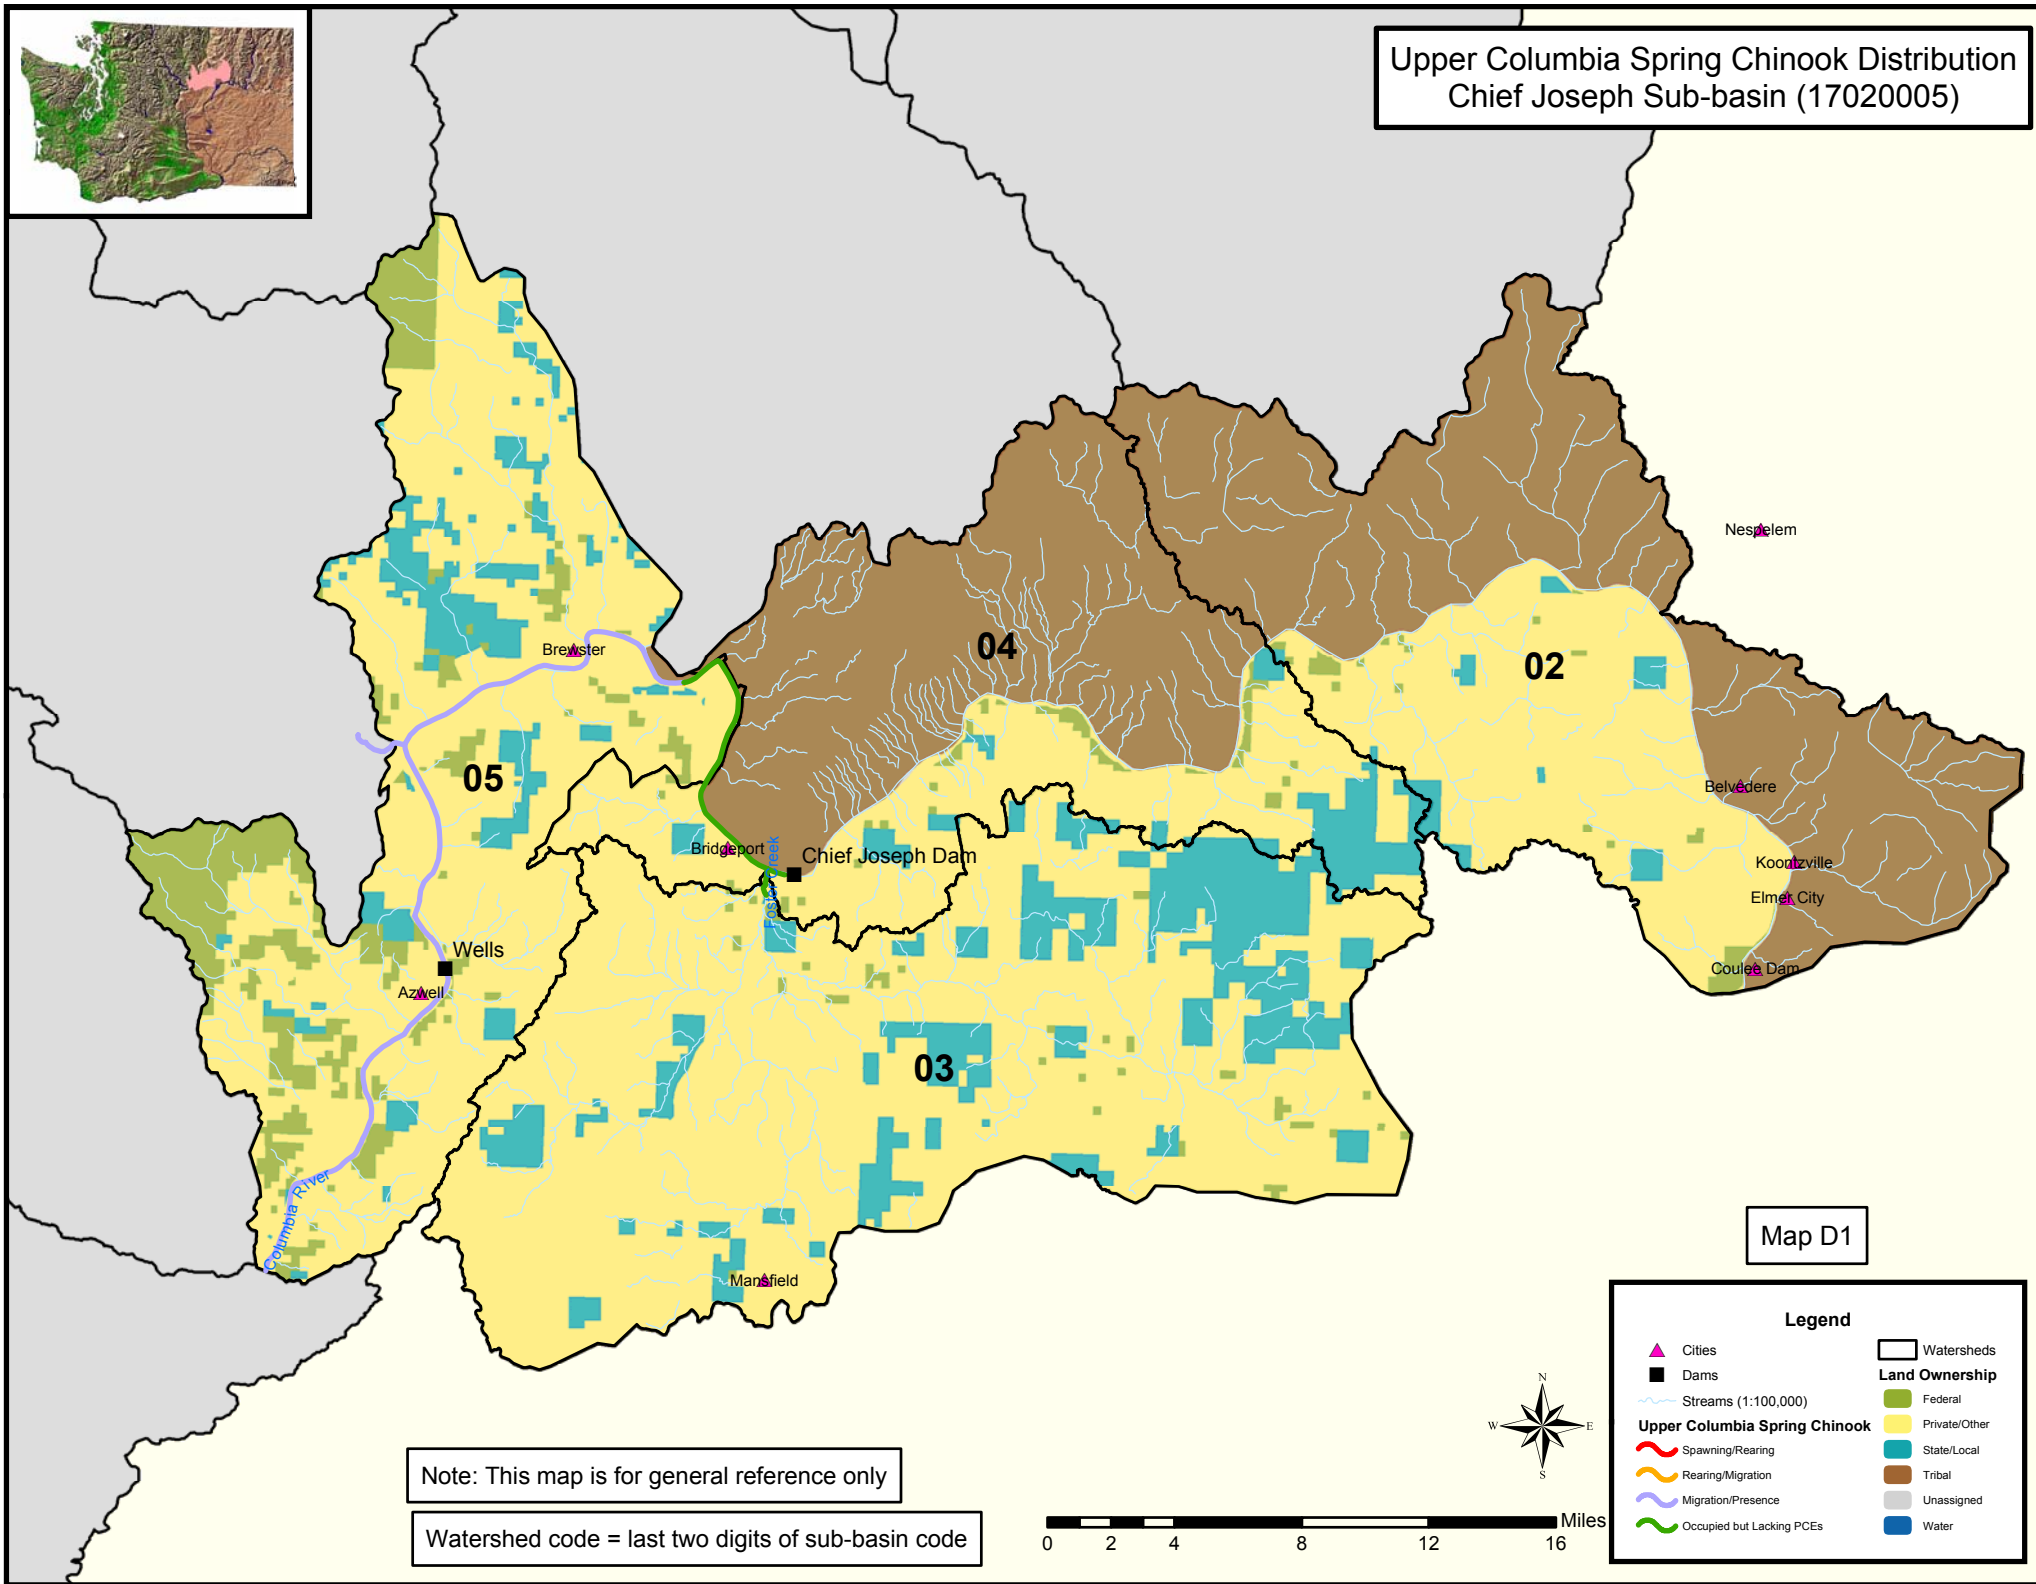 Upper Columbia Spring Chinook Distribution
Chief Joseph Sub-basin (17020005)
Nespelem
04
02
Brewster
05
Belvedere
Bridgeport
Foster Creek
Chief Joseph Dam
Koontzville
Elmer City
Wells
Coulee Dam
Azwell
03
Columbia River
Mansfield
Map D1
Legend
Cities
Dams
Streams (1:100,000)
Upper Columbia Spring Chinook
Spawning/Rearing
Rearing/Migration
Migration/Presence
Occupied but Lacking PCEs
Watersheds
Land Ownership
Federal
Private/Other
State/Local
Tribal
Unassigned
Water
N
W
E
S
Note: This map is for general reference only
Watershed code = last two digits of sub-basin code
Miles
0 2 4 8 12 16